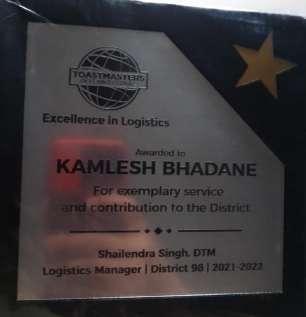 TOASTMASTERS
INTERNATIONAL
Excellence in Logistics
Awarded to
KAMLESH BHADANE
For exemplary service
and contribution to the District
Shailendra Singh, DTM
Logistics Manager | District 98 | 2021-2022